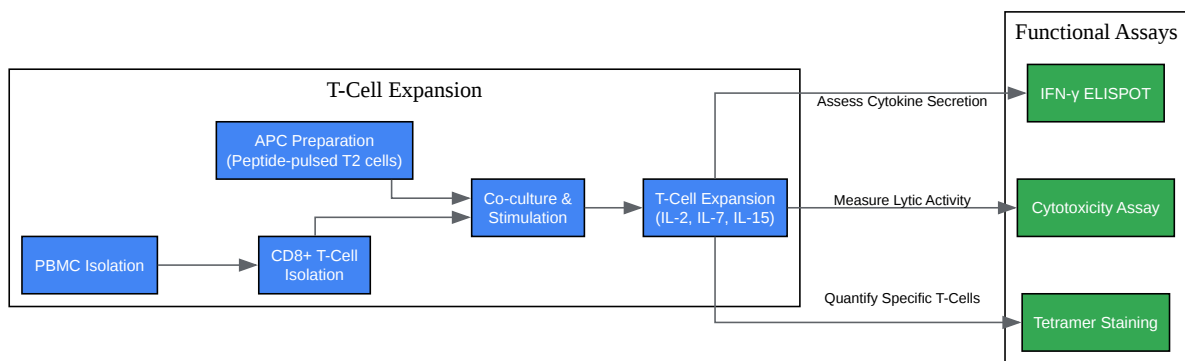 Functional Assays
T-Cell Expansion
IFN-γ ELISPOT
Assess Cytokine Secretion
APC Preparation
(Peptide-pulsed T2 cells)
Co-culture &
Stimulation
T-Cell Expansion
(IL-2, IL-7, IL-15)
Measure Lytic Activity
Cytotoxicity Assay
PBMC Isolation
CD8+ T-Cell
Isolation
Quantify Specific T-Cells
Tetramer Staining